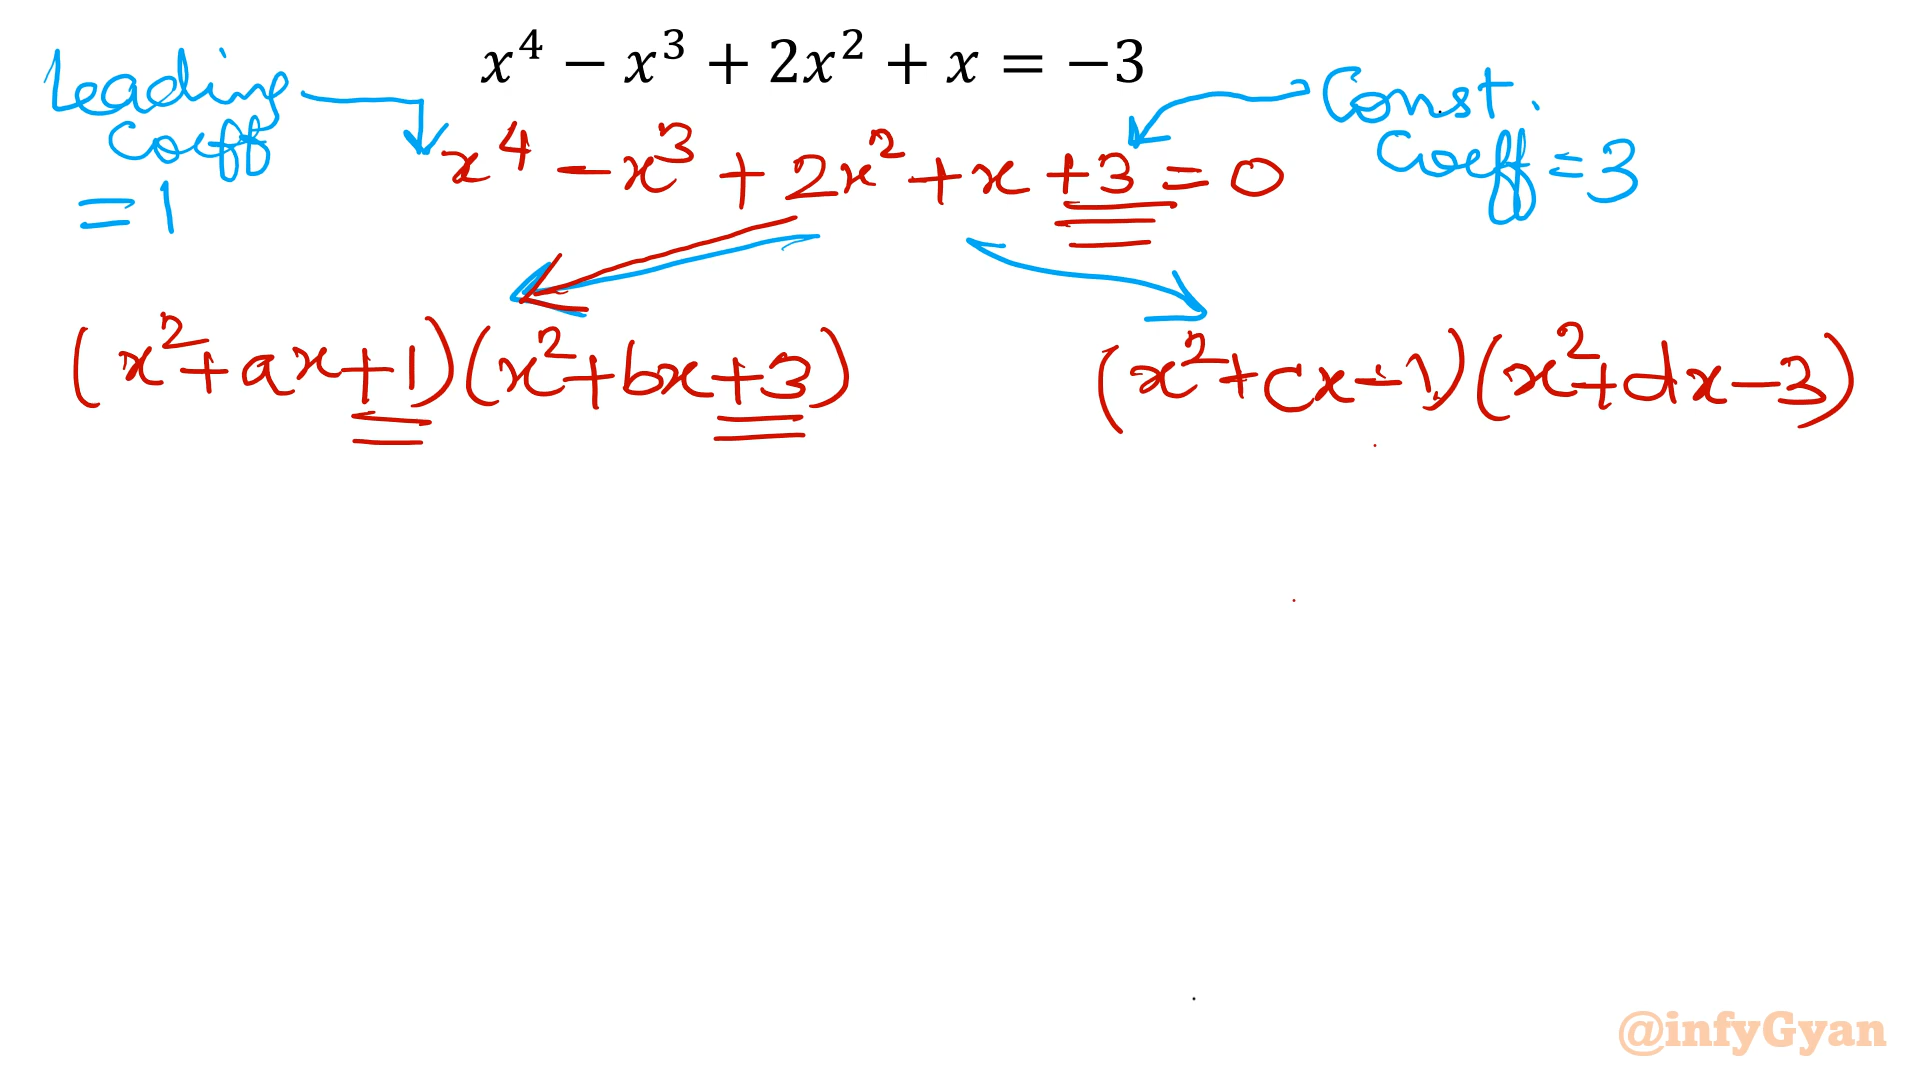 x⁴ − x³ + 2x² + x = −3
Leading
Coeff
= 1
Const.
Coeff = 3
x⁴ − x³ + 2x² + x + 3 = 0
(x² + ax + 1)(x² + bx + 3)
(x² + cx − 1)(x² + dx − 3)
@infyGyan